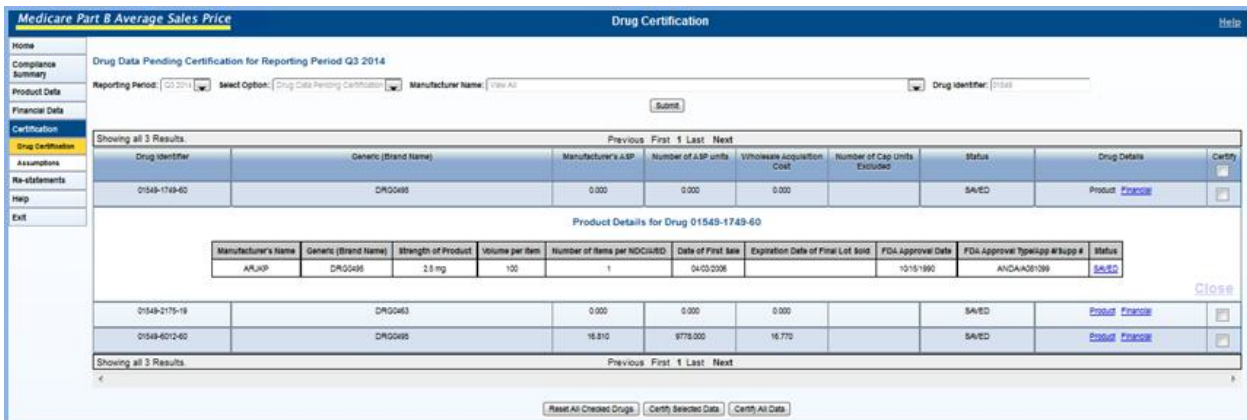 Medicare Part B Average Sales Price
Drug Certification
Help
Home
Compliance Summary
Product Data
Financial Data
Certification
Drug Certification
Assumptions
Re-statements
Help
Exit
Drug Data Pending Certification for Reporting Period Q3 2014
Reporting Period: Q3 2014 Select Option: Drug Data Pending Certification Manufacturer Name: View All Drug Identifier: 01549
Submit
Showing all 3 Results. Previous First 1 Last Next
Drug Identifier Generic (Brand Name) Manufacturer's ASP Number of ASP units Wholesale Acquisition Cost Number of Cap Units Excluded Status Drug Details Certify
01549-1749-60 DRG0495 0.000 0.000 0.000 SAVED Product Financial
Product Details for Drug 01549-1749-60
Manufacturer's Name Generic (Brand Name) Strength of Product Volume per Item Number of Items per NDC Date of First Sale Expiration Date of Final Lot Sold FDA Approval Date FDA Approval Type/App #/Supp # Status
DRG0495 2.5 mg 100 1 04/03/2006 10/15/1990 ANDA/A081099 SAVED
Close
01549-2175-19 DRG0463 0.000 0.000 0.000 SAVED Product Financial
01549-6012-60 DRG0495 16.810 9778.000 16.770 SAVED Product Financial
Showing all 3 Results. Previous First 1 Last Next
Reset All Checked Drugs Certify Selected Data Certify All Data